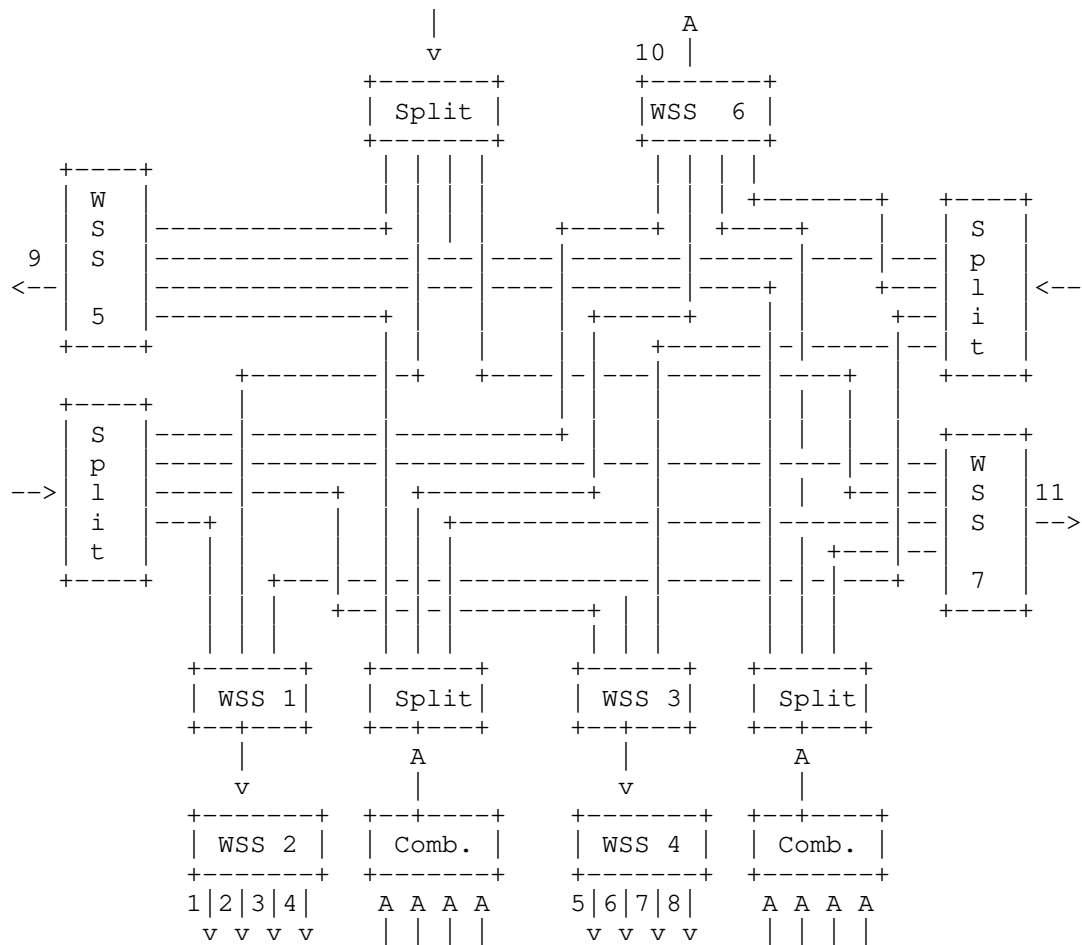 10
Split WSS 6
W
S S
9 S p
l
5 i
t
S
p W
l S 11
i S
t
7
WSS 1 Split WSS 3 Split
WSS 2 Comb. WSS 4 Comb.
1 2 3 4 5 6 7 8